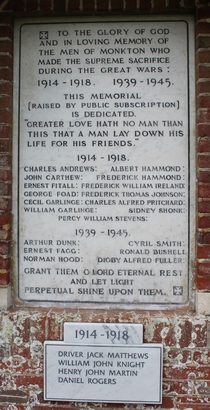 TO THE GLORY OF GOD
AND IN LOVING MEMORY OF
THE MEN OF MONKTON WHO
MADE THE SUPREME SACRIFICE
DURING THE GREAT WARS:
1914-1918. 1939-1945.
THIS MEMORIAL
[RAISED BY PUBLIC SUBSCRIPTION]
IS DEDICATED.
"GREATER LOVE HATH NO MAN THAN
THIS THAT A MAN LAY DOWN HIS
LIFE FOR HIS FRIENDS."
1914-1918.
CHARLES ANDREWS: ALBERT HAMMOND:
JOHN CARTHEW: FREDERICK HAMMOND:
ERNEST FITALL: FREDERICK WILLIAM IRELAND:
GEORGE FOAD: FREDERICK THOMAS JOHNSON:
CECIL GARLINGE: CHARLES ALFRED PRITCHARD:
WILLIAM GARLINGE: SIDNEY SHONK:
PERCY WILLIAM STEVENS:
1939-1945.
ARTHUR DUNK: CYRIL SMITH:
ERNEST FAGG: RONALD BUSHELL
NORMAN HOOD: DIGBY ALFRED FULLER
GRANT THEM O LORD ETERNAL REST
AND LET LIGHT
PERPETUAL SHINE UPON THEM.
1914-1918
DRIVER JACK MATTHEWS
WILLIAM JOHN KNIGHT
HENRY JOHN MARTIN
DANIEL ROGERS